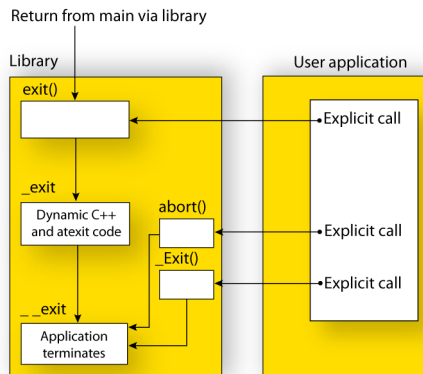 Return from main via library
Library
User application
exit()
Explicit call
_exit
Dynamic C++
and atexit code
abort()
Explicit call
_Exit()
Explicit call
_ _exit
Application
terminates